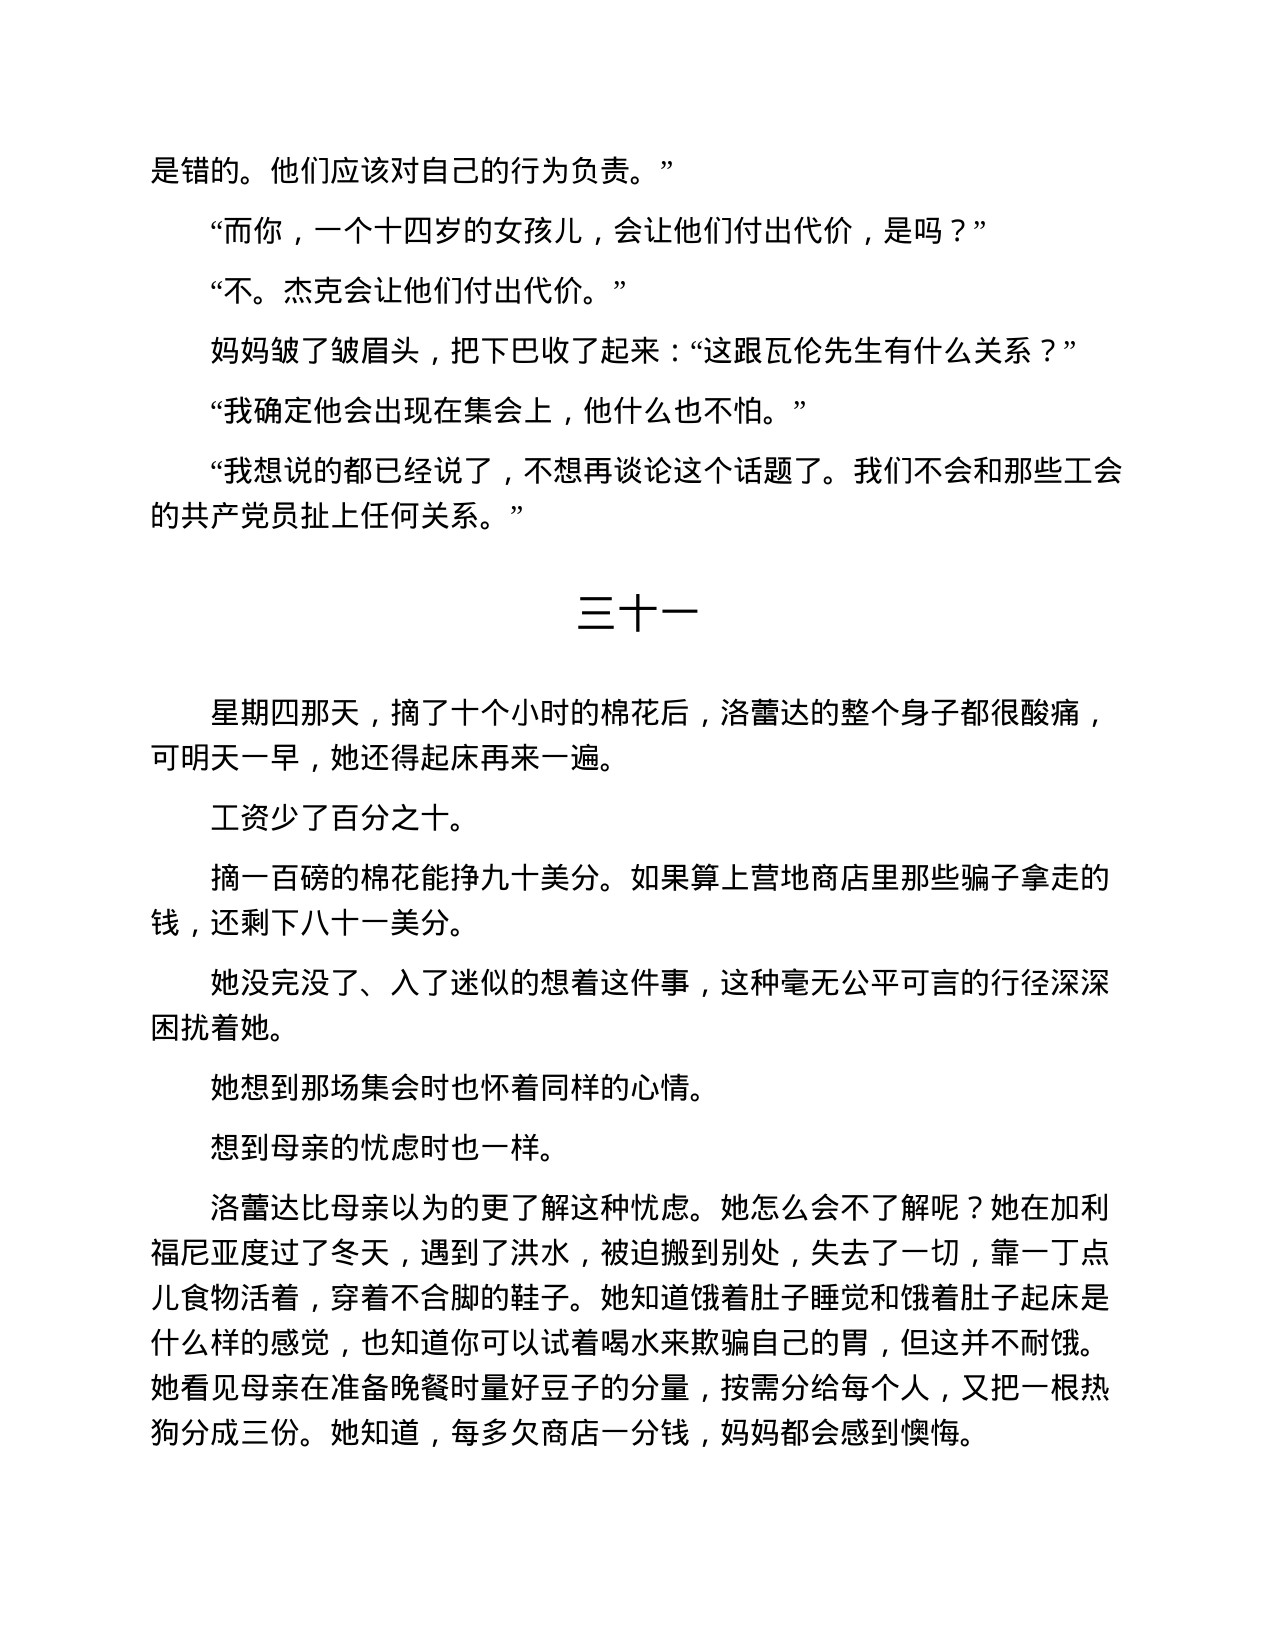 是错的。他们应该对自己的行为负责。”
“而你，一个十四岁的女孩儿，会让他们付出代价，是吗？”
“不。杰克会让他们付出代价。”
妈妈皱了皱眉头，把下巴收了起来：“这跟瓦伦先生有什么关系？”
“我确定他会出现在集会上，他什么也不怕。”
“我想说的都已经说了，不想再谈论这个话题了。我们不会和那些工会
的共产党员扯上任何关系。”
三十一
星期四那天，摘了十个小时的棉花后，洛蕾达的整个身子都很酸痛，
可明天一早，她还得起床再来一遍。
工资少了百分之十。
摘一百磅的棉花能挣九十美分。如果算上营地商店里那些骗子拿走的
钱，还剩下八十一美分。
她没完没了、入了迷似的想着这件事，这种毫无公平可言的行径深深
困扰着她。
她想到那场集会时也怀着同样的心情。
想到母亲的忧虑时也一样。
洛蕾达比母亲以为的更了解这种忧虑。她怎么会不了解呢？她在加利
福尼亚度过了冬天，遇到了洪水，被迫搬到别处，失去了一切，靠一丁点
儿食物活着，穿着不合脚的鞋子。她知道饿着肚子睡觉和饿着肚子起床是
什么样的感觉，也知道你可以试着喝水来欺骗自己的胃，但这并不耐饿。
她看见母亲在准备晚餐时量好豆子的分量，按需分给每个人，又把一根热
狗分成三份。她知道，每多欠商店一分钱，妈妈都会感到懊悔。